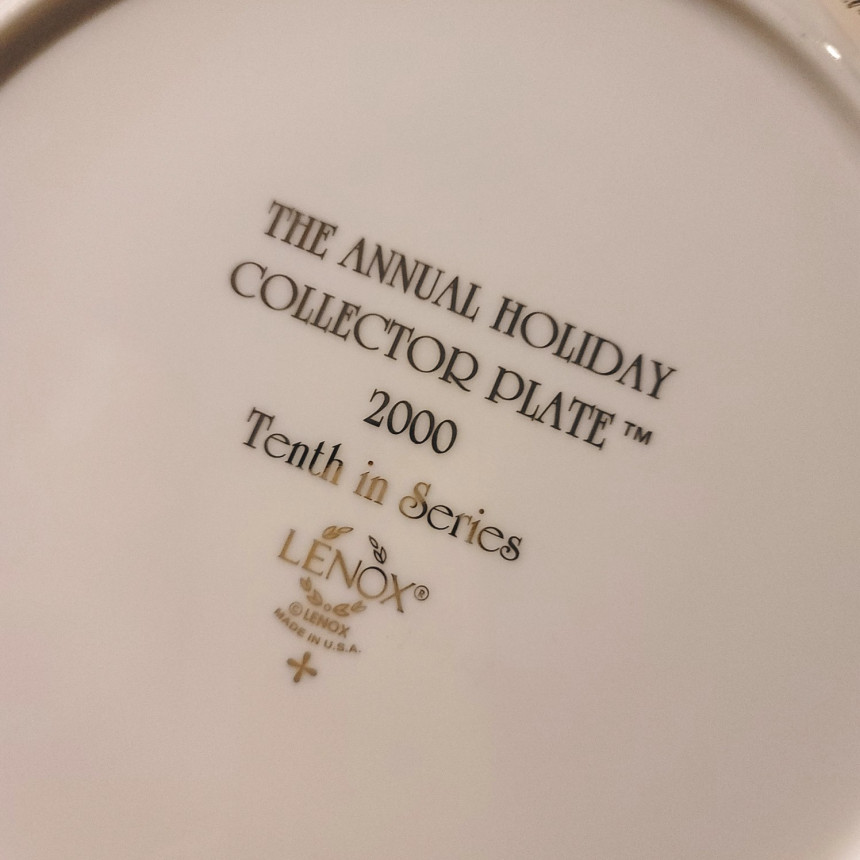 THE ANNUAL HOLIDAY
COLLECTOR PLATE™
2000
Tenth in Series
LENOX®
©LENOX
MADE IN U.S.A.